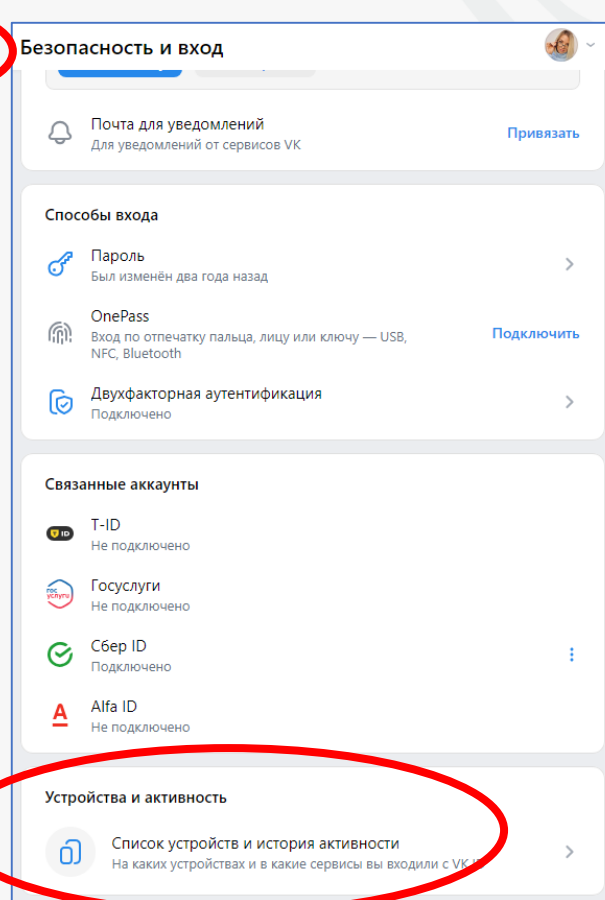 Безопасность и вход
Почта для уведомлений
Для уведомлений от сервисов VK
Привязать
Способы входа
Пароль
Был изменён два года назад
OnePass
Вход по отпечатку пальца, лицу или ключу — USB,
NFC, Bluetooth
Подключить
Двухфакторная аутентификация
Подключено
Связанные аккаунты
ID
T-ID
Не подключено
гос
услуги
Госуслуги
Не подключено
Сбер ID
Подключено
А
Alfa ID
Не подключено
Устройства и активность
Список устройств и история активности
На каких устройствах и в какие сервисы вы входили с VK